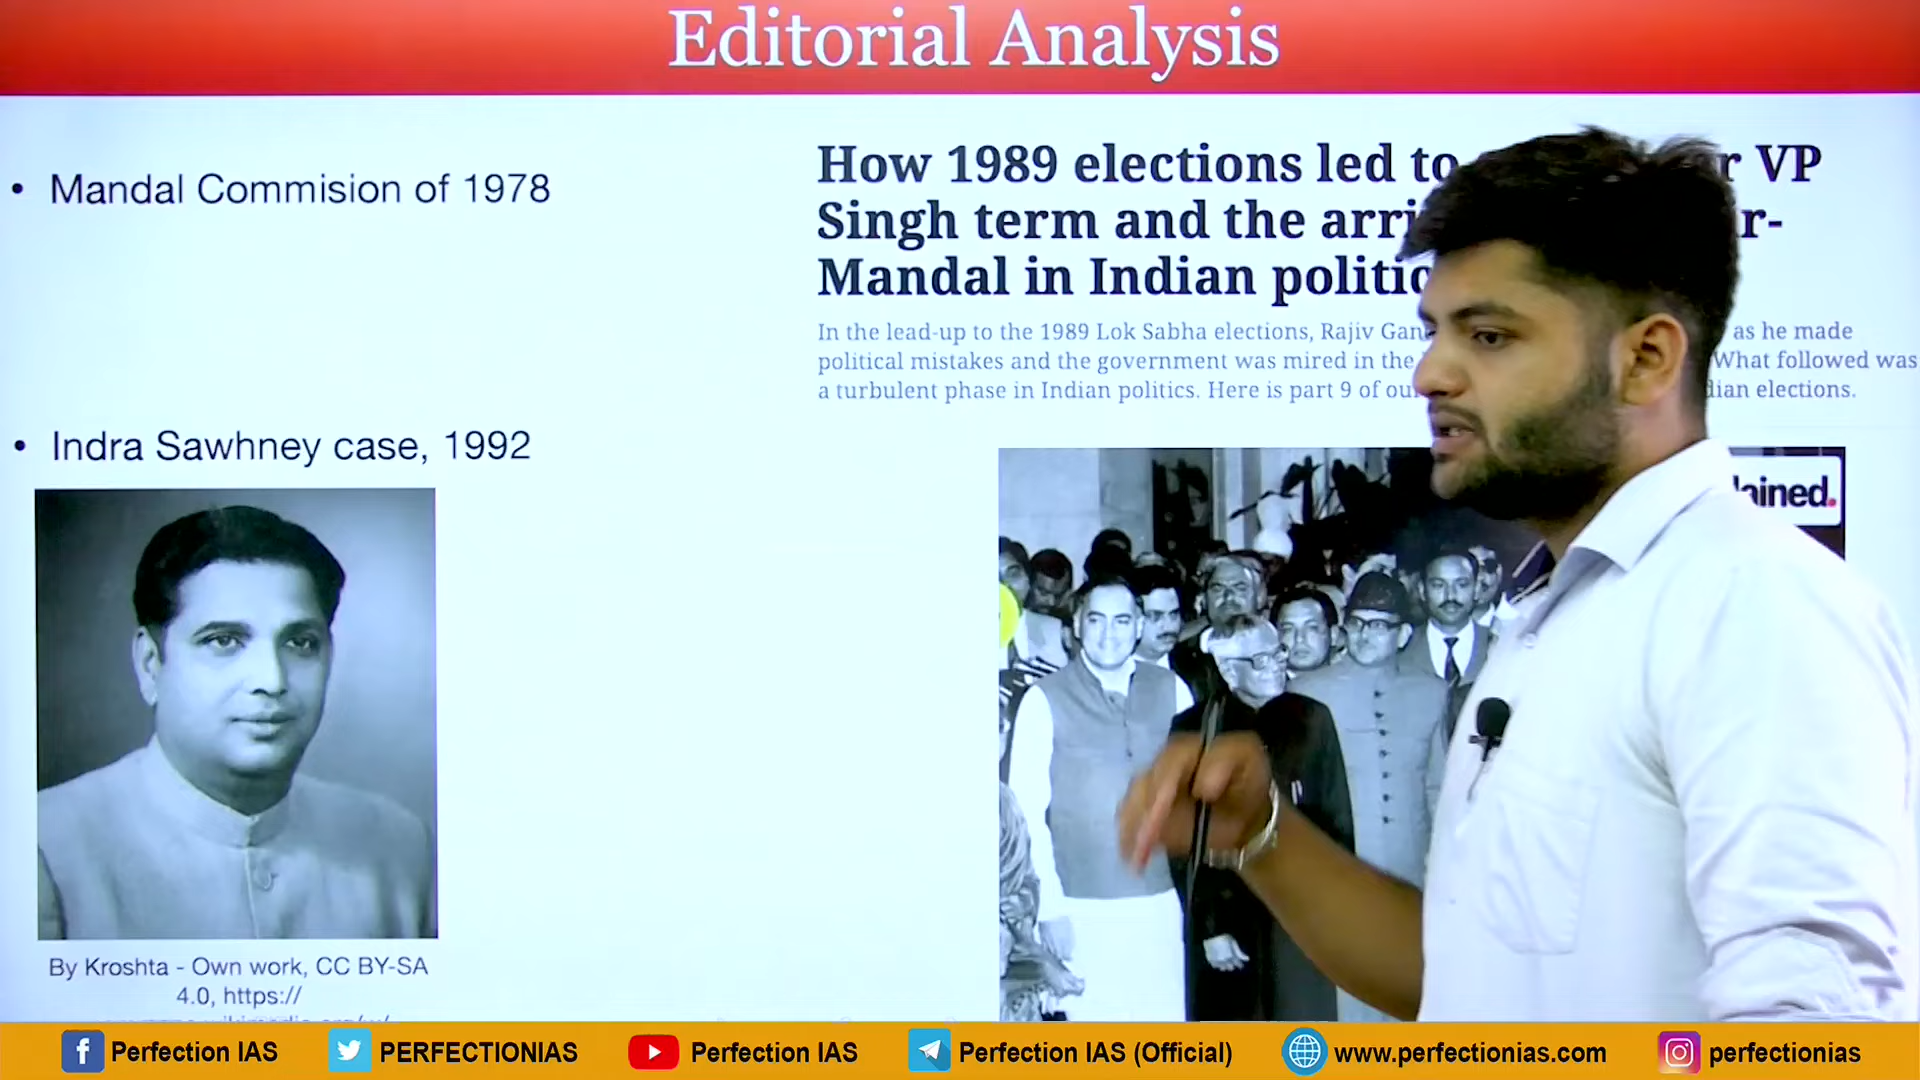 Editorial Analysis
• Mandal Commision of 1978
• Indra Sawhney case, 1992
By Kroshta - Own work, CC BY-SA
4.0, https://
How 1989 elections led to r VP
Singh term and the arri r-
Mandal in Indian politic
In the lead-up to the 1989 Lok Sabha elections, Rajiv Gan as he made
political mistakes and the government was mired in the What followed was
a turbulent phase in Indian politics. Here is part 9 of ou dian elections.
lained.
Perfection IAS
PERFECTIONIAS
Perfection IAS
Perfection IAS (Official)
www.perfectionias.com
perfectionias